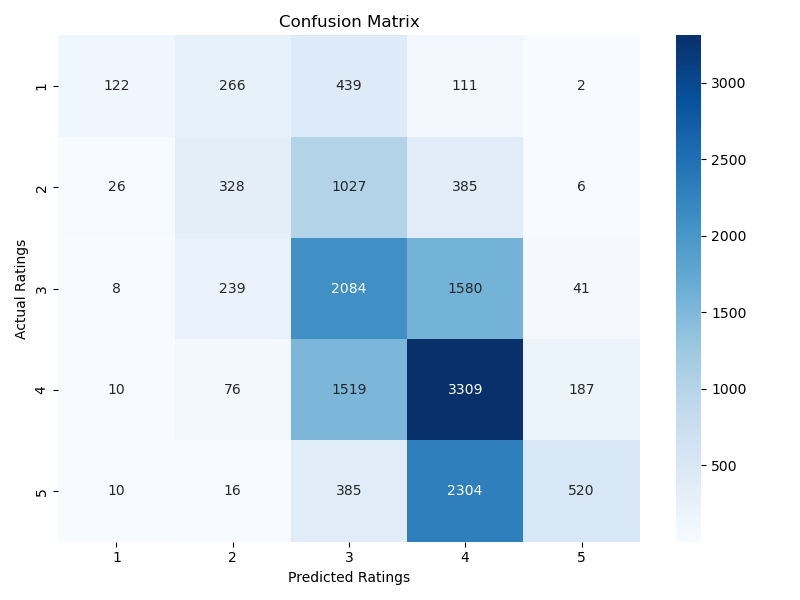 Confusion Matrix
1 122 266 439 111 2
2 26 328 1027 385 6
3 8 239 2084 1580 41
4 10 76 1519 3309 187
5 10 16 385 2304 520
1 2 3 4 5
Predicted Ratings
Actual Ratings
3000
2500
2000
1500
1000
500